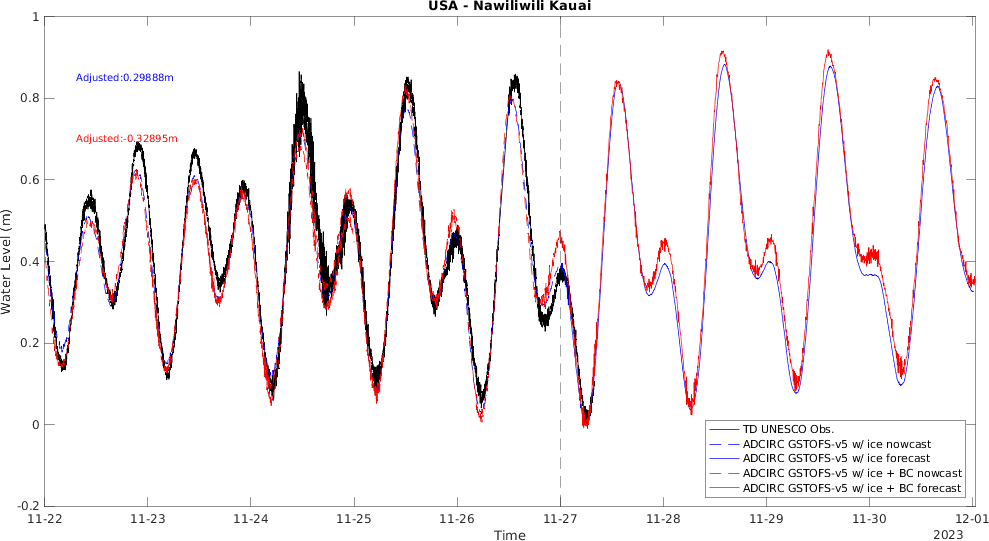 USA - Nawiliwili Kauai
1
0.8
0.6
0.4
0.2
0
-0.2
Water Level (m)
Adjusted:0.29888m
Adjusted:-0.32895m
TD UNESCO Obs.
ADCIRC GSTOFS-v5 w/ ice nowcast
ADCIRC GSTOFS-v5 w/ ice forecast
ADCIRC GSTOFS-v5 w/ ice + BC nowcast
ADCIRC GSTOFS-v5 w/ ice + BC forecast
11-22 11-23 11-24 11-25 11-26 11-27 11-28 11-29 11-30 12-01
Time
2023